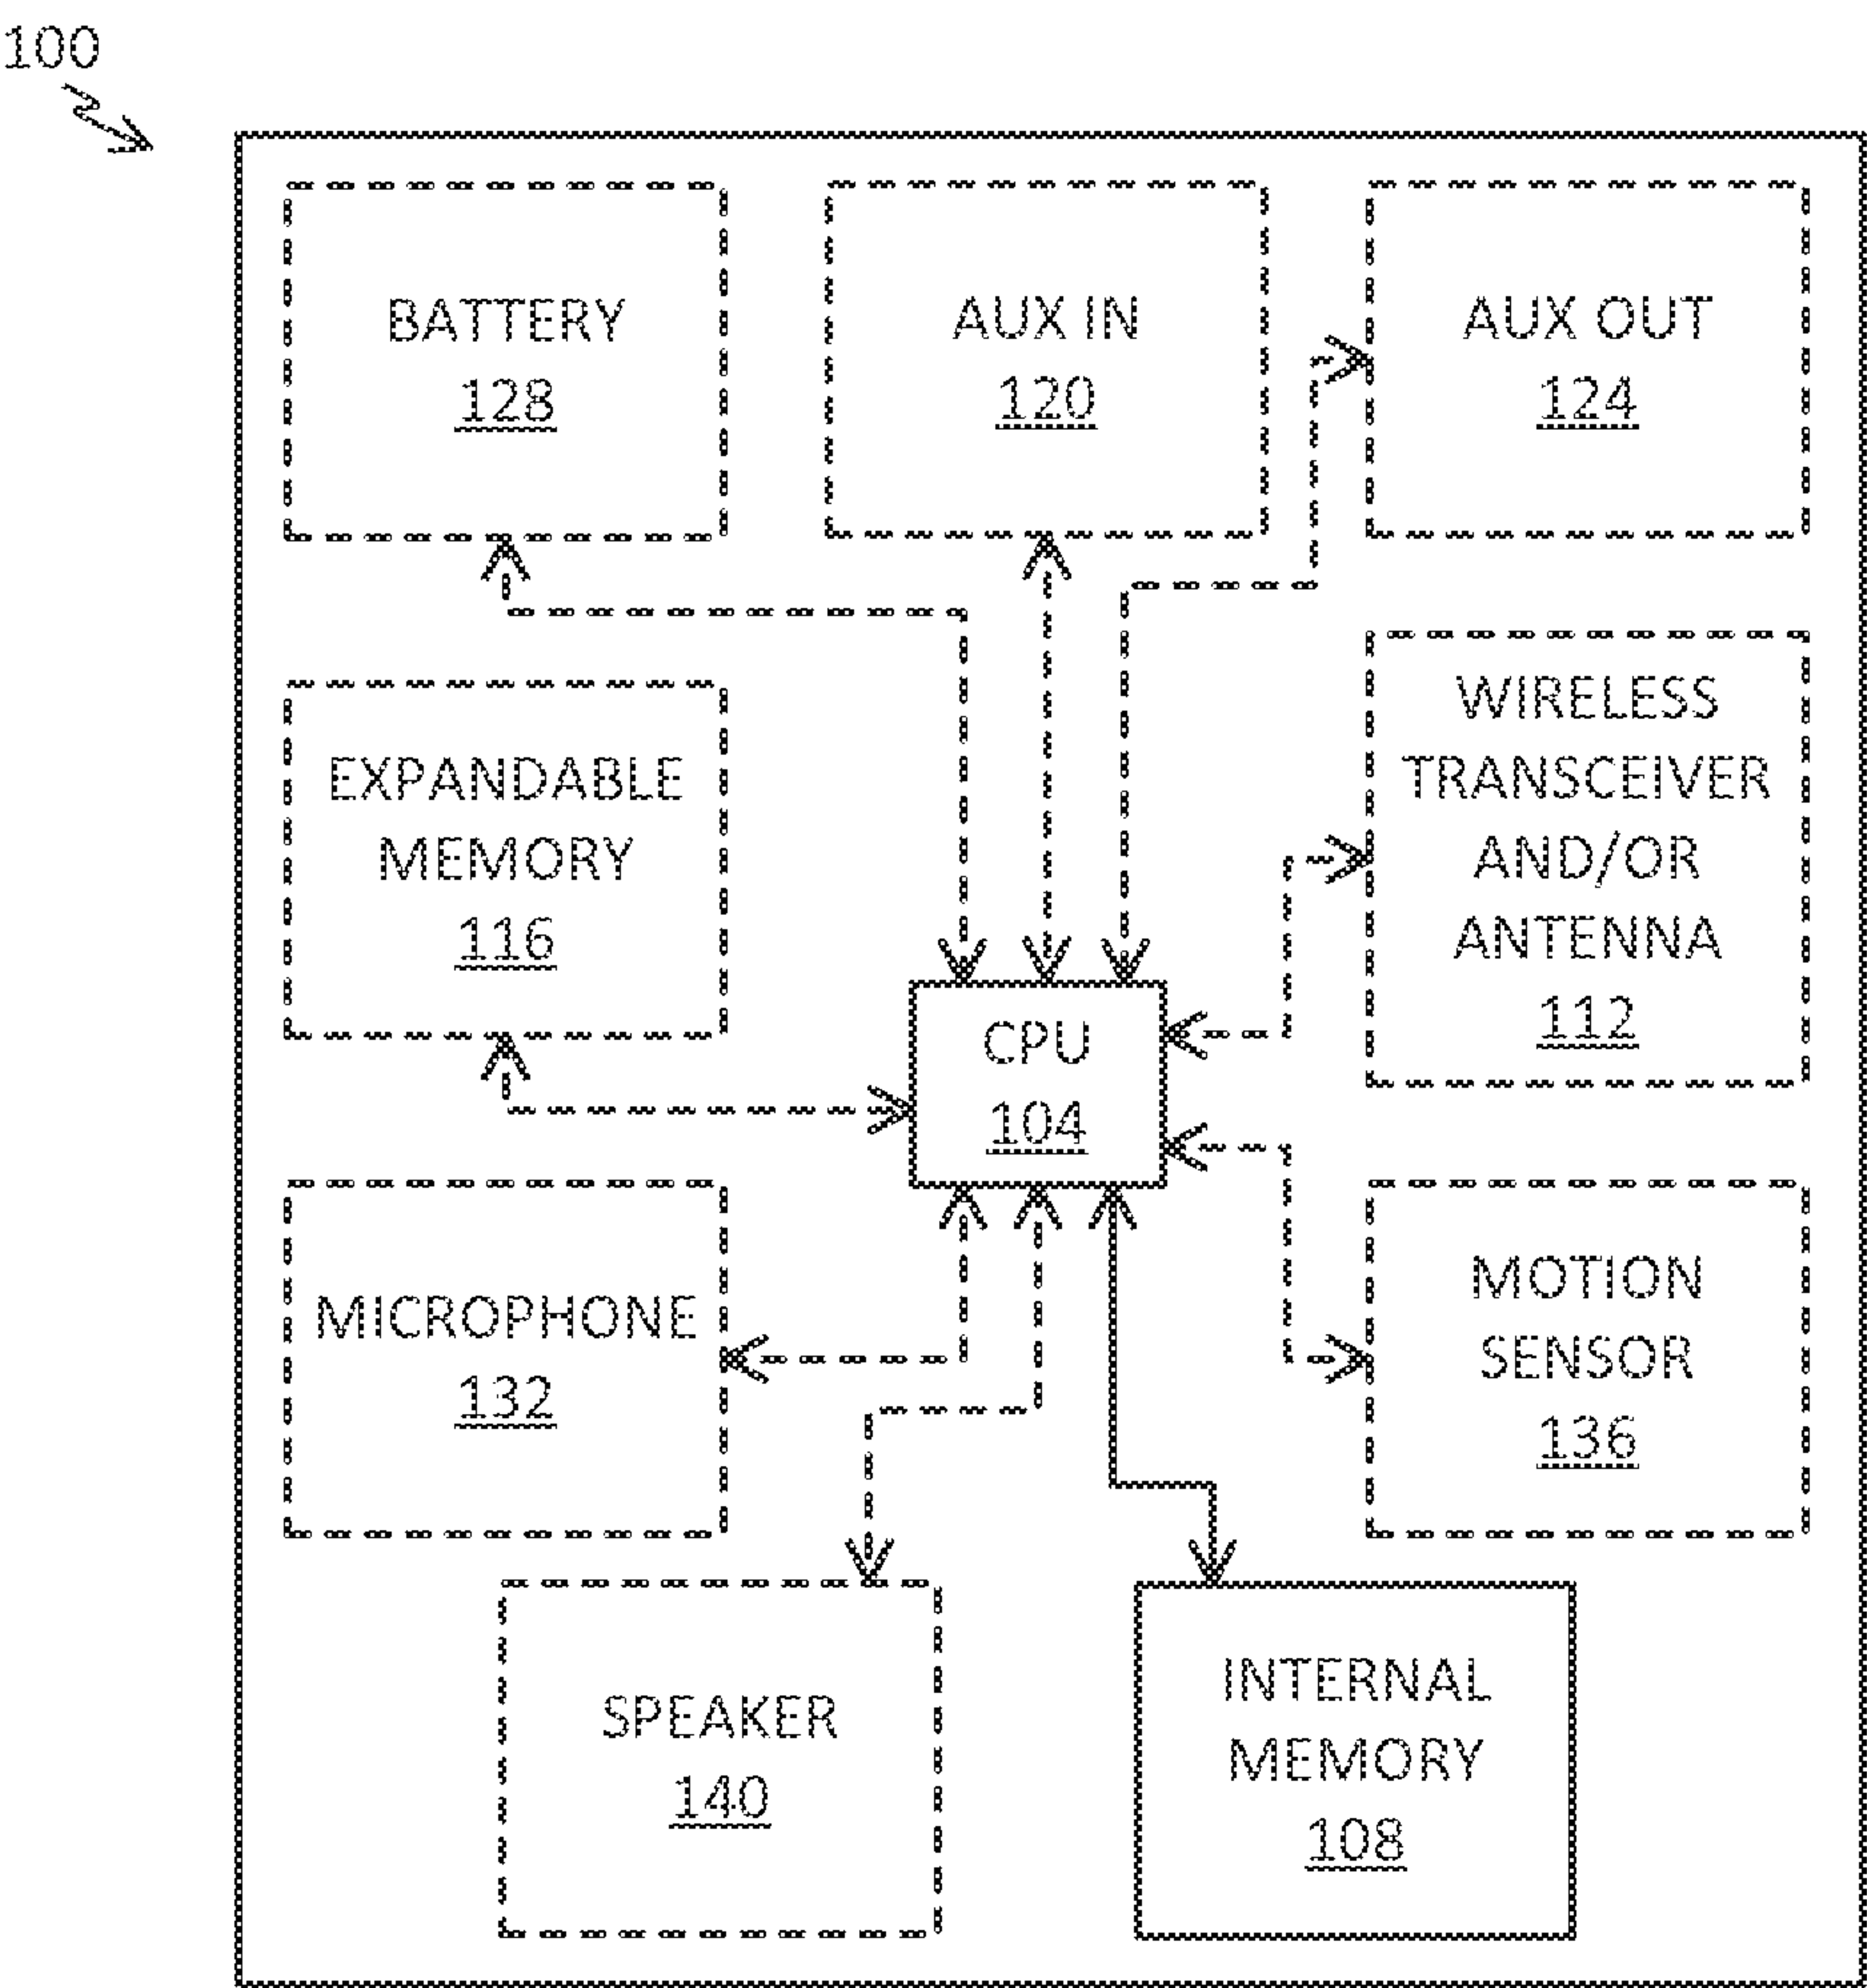 100
BATTERY
128
AUX IN
120
AUX OUT
124
EXPANDABLE
MEMORY
116
WIRELESS
TRANSCEIVER
AND/OR
ANTENNA
112
CPU
104
MICROPHONE
132
MOTION
SENSOR
136
SPEAKER
140
INTERNAL
MEMORY
108